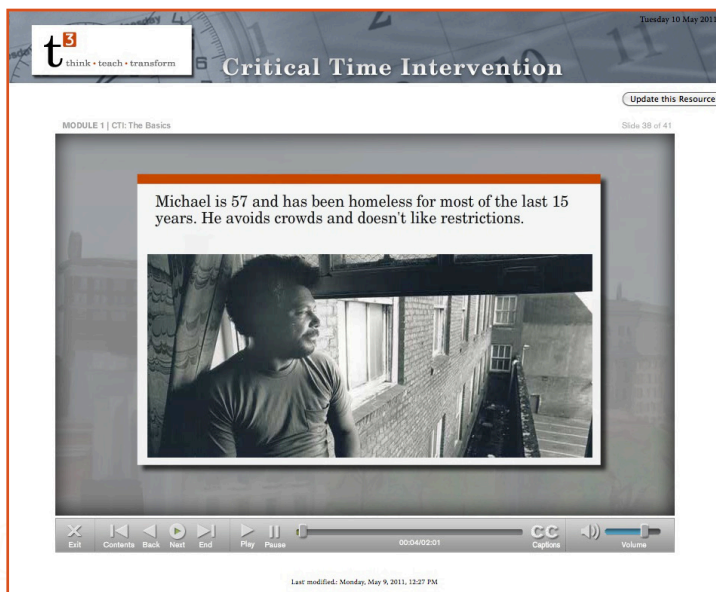 Tuesday 10 May 2011
t3
think • teach • transform
Critical Time Intervention
Update this Resource
MODULE 1 | CTI: The Basics
Slide 38 of 41
Michael is 57 and has been homeless for most of the last 15
years. He avoids crowds and doesn't like restrictions.
Exit
Contents
Back
Next
End
Play
Pause
00:04/02:01
CC
Captions
Volume
Last modified: Monday, May 9, 2011, 12:27 PM